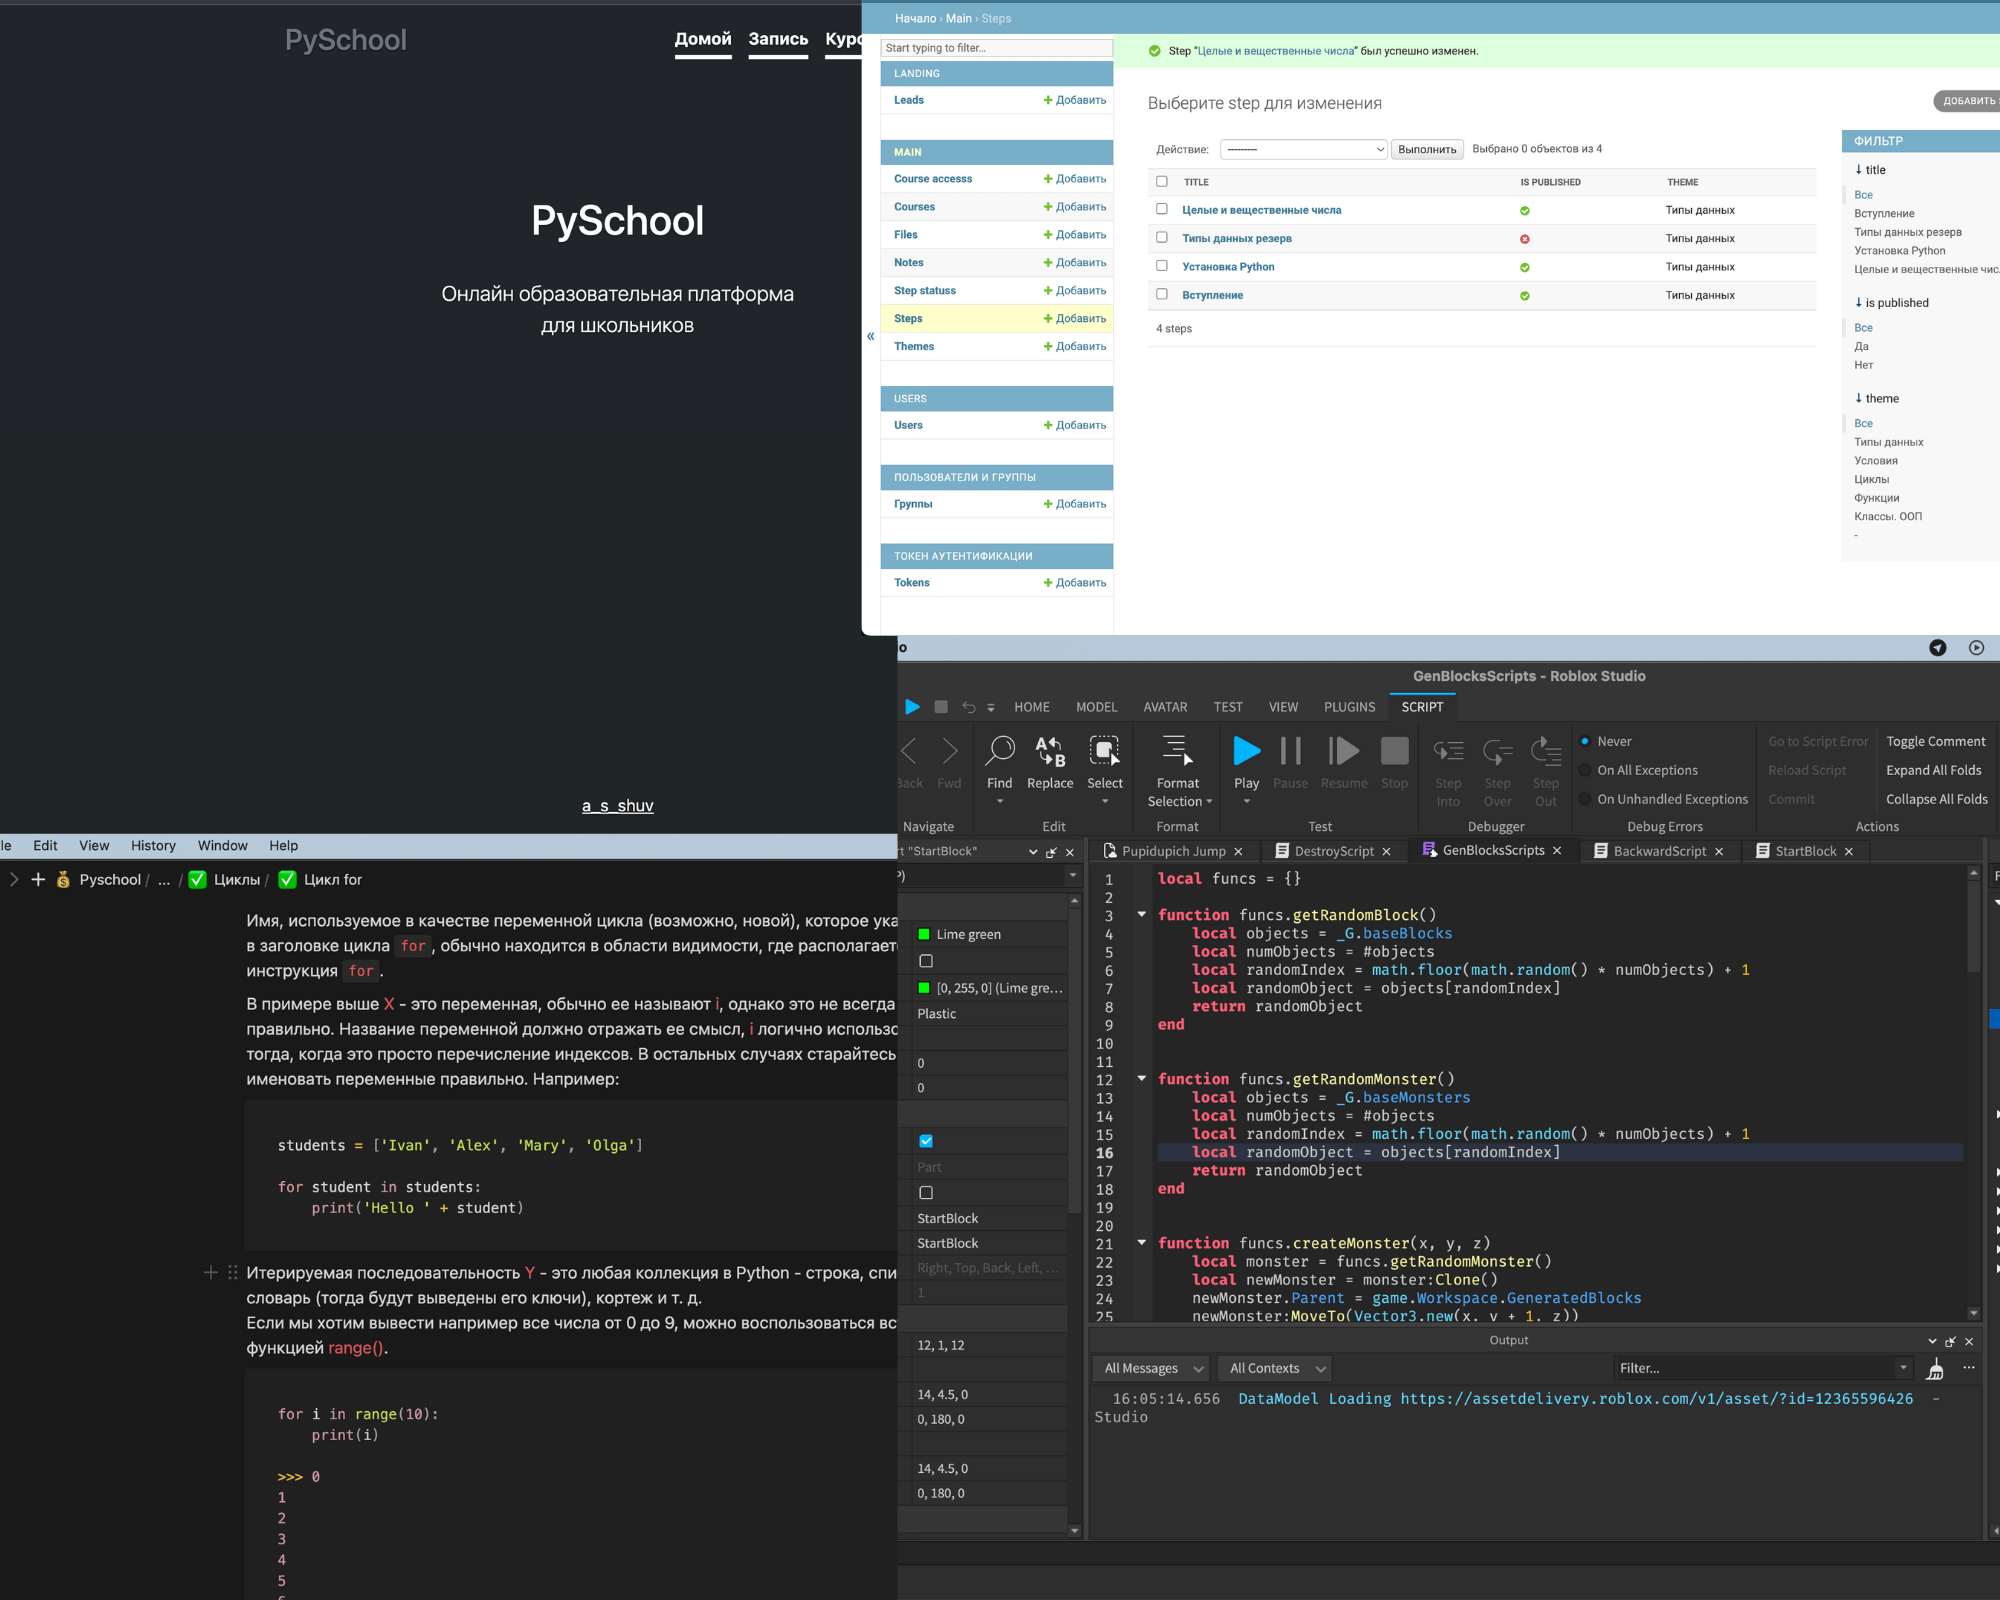 PySchool
Домой Запись
PySchool
Онлайн образовательная платформа
для школьников
a_s_shuv
Начало › Main › Steps
Start typing to filter...
LANDING
Leads + Добавить
MAIN
Course accesss + Добавить
Courses + Добавить
Files + Добавить
Notes + Добавить
Step statuss + Добавить
Steps + Добавить
Themes + Добавить
USERS
Users + Добавить
ПОЛЬЗОВАТЕЛИ И ГРУППЫ
Группы + Добавить
ТОКЕН АУТЕНТИФИКАЦИИ
Tokens + Добавить
«
Step “Целые и вещественные числа” был успешно изменен.
Выберите step для изменения
ДОБАВИТЬ
Действие: --------- Выполнить Выбрано 0 объектов из 4
TITLE IS PUBLISHED THEME
Целые и вещественные числа Типы данных
Типы данных резерв Типы данных
Установка Python Типы данных
Вступление Типы данных
4 steps
ФИЛЬТР
↓ title
Все
Вступление
Типы данных резерв
Установка Python
Целые и вещественные чис
↓ is published
Все
Да
Нет
↓ theme
Все
Типы данных
Условия
Циклы
Функции
Классы. ООП
-
Edit View History Window Help
Pyschool / ... / Циклы / Цикл for
Имя, используемое в качестве переменной цикла (возможно, новой), которое ука
в заголовке цикла for, обычно находится в области видимости, где располагает
инструкция for.
В примере выше X - это переменная, обычно ее называют i, однако это не всегда
правильно. Название переменной должно отражать ее смысл, i логично использо
тогда, когда это просто перечисление индексов. В остальных случаях старайтесь
именовать переменные правильно. Например:
students = ['Ivan', 'Alex', 'Mary', 'Olga']
for student in students:
print('Hello ' + student)
Итерируемая последовательность Y - это любая коллекция в Python - строка, спи
словарь (тогда будут выведены его ключи), кортеж и т. д.
Если мы хотим вывести например все числа от 0 до 9, можно воспользоваться вс
функцией range().
for i in range(10):
print(i)
>>> 0
1
2
3
4
5
GenBlocksScripts - Roblox Studio
HOME MODEL AVATAR TEST VIEW PLUGINS SCRIPT
Back Fwd
Navigate
Find Replace Select
Edit
Format
Selection
Format
Play Pause Resume Stop
Test
Step Into Step Over Step Out
Debugger
Never
On All Exceptions
On Unhandled Exceptions
Debug Errors
Go to Script Error Toggle Comment
Reload Script Expand All Folds
Commit Collapse All Folds
Actions
"StartBlock"
Lime green
[0, 255, 0] (Lime gre...
Plastic
0
0
Part
StartBlock
StartBlock
Right, Top, Back, Left, ...
1
12, 1, 12
14, 4.5, 0
0, 180, 0
14, 4.5, 0
0, 180, 0
Pupidupich Jump × DestroyScript × GenBlocksScripts × BackwardScript × StartBlock ×
1 local funcs = {}
2
3 function funcs.getRandomBlock()
4 local objects = _G.baseBlocks
5 local numObjects = #objects
6 local randomIndex = math.floor(math.random() * numObjects) + 1
7 local randomObject = objects[randomIndex]
8 return randomObject
9 end
10
11
12 function funcs.getRandomMonster()
13 local objects = _G.baseMonsters
14 local numObjects = #objects
15 local randomIndex = math.floor(math.random() * numObjects) + 1
16 local randomObject = objects[randomIndex]
17 return randomObject
18 end
19
20
21 function funcs.createMonster(x, y, z)
22 local monster = funcs.getRandomMonster()
23 local newMonster = monster:Clone()
24 newMonster.Parent = game.Workspace.GeneratedBlocks
25 newMonster:MoveTo(Vector3.new(x, y + 1, z))
Output
All Messages All Contexts Filter...
16:05:14.656 DataModel Loading https://assetdelivery.roblox.com/v1/asset/?id=12365596426 -
Studio